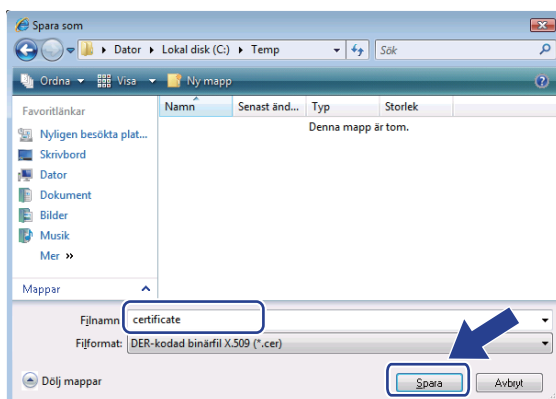 Spara som
Dator Lokal disk (C:) Temp Sök
Ordna Visa Ny mapp
Favoritlänkar
Namn Senast änd... Typ Storlek
Denna mapp är tom.
Nyligen besökta plat...
Skrivbord
Dator
Dokument
Bilder
Musik
Mer »
Mappar
Filnamn certificate
Filformat: DER-kodad binärfil X.509 (*.cer)
Dölj mappar Spara Avbryt